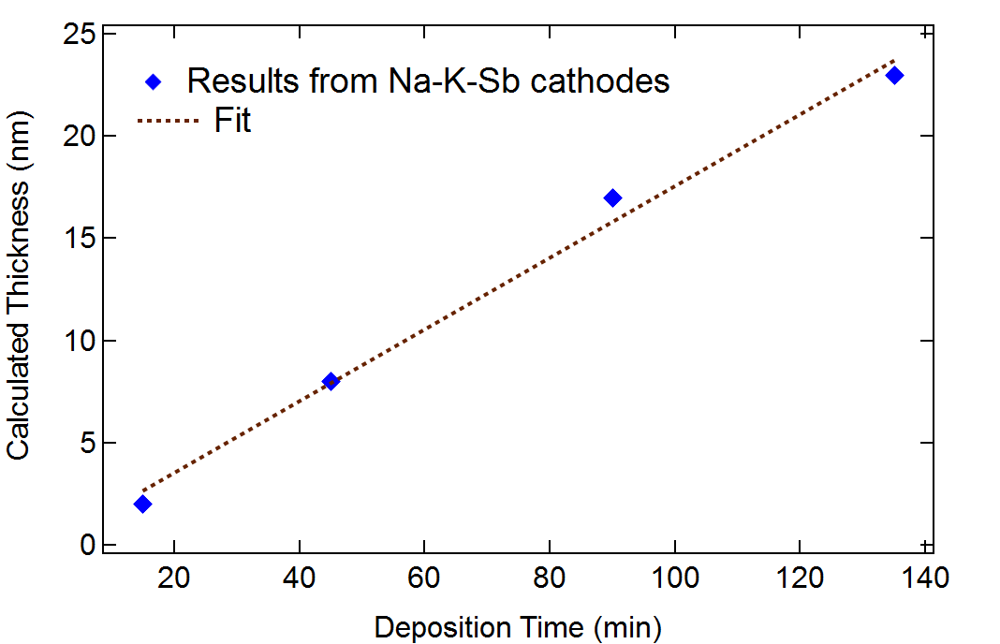 Results from Na-K-Sb cathodes
Fit
25
20
15
10
5
0
Calculated Thickness (nm)
20 40 60 80 100 120 140
Deposition Time (min)